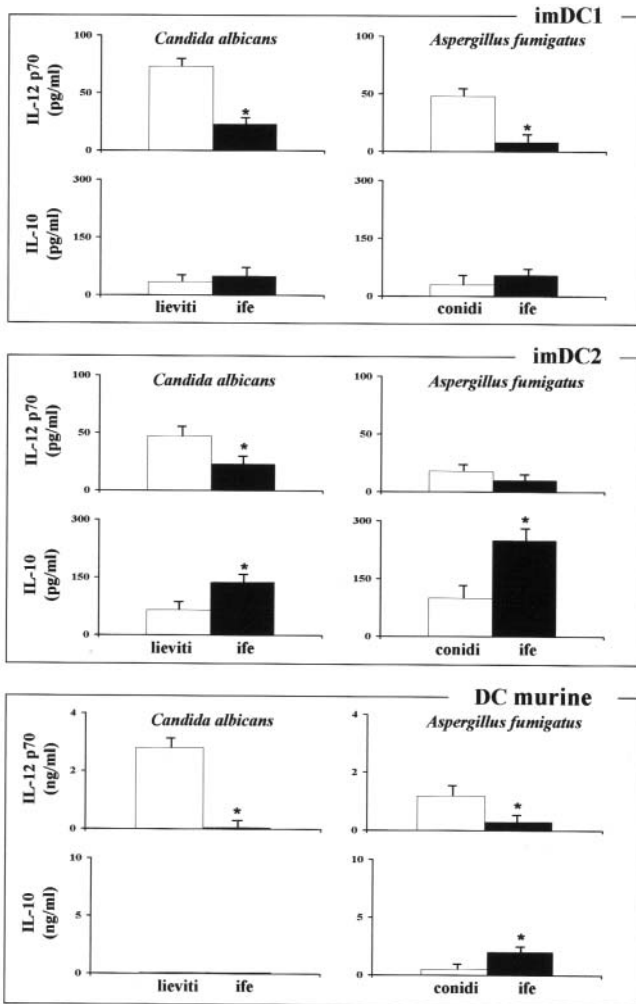 imDC1
Candida albicans
Aspergillus fumigatus
IL-12 p70
(pg/ml)
100
50
0
*
100
50
0
*
IL-10
(pg/ml)
300
150
0
lieviti ife
300
150
0
conidi ife
imDC2
Candida albicans
Aspergillus fumigatus
IL-12 p70
(pg/ml)
100
50
0
*
100
50
0
IL-10
(pg/ml)
300
150
0
*
lieviti ife
300
150
0
*
conidi ife
DC murine
Candida albicans
Aspergillus fumigatus
IL-12 p70
(ng/ml)
4
2
0
*
4
2
0
*
IL-10
(ng/ml)
10
5
0
lieviti ife
10
5
0
*
conidi ife